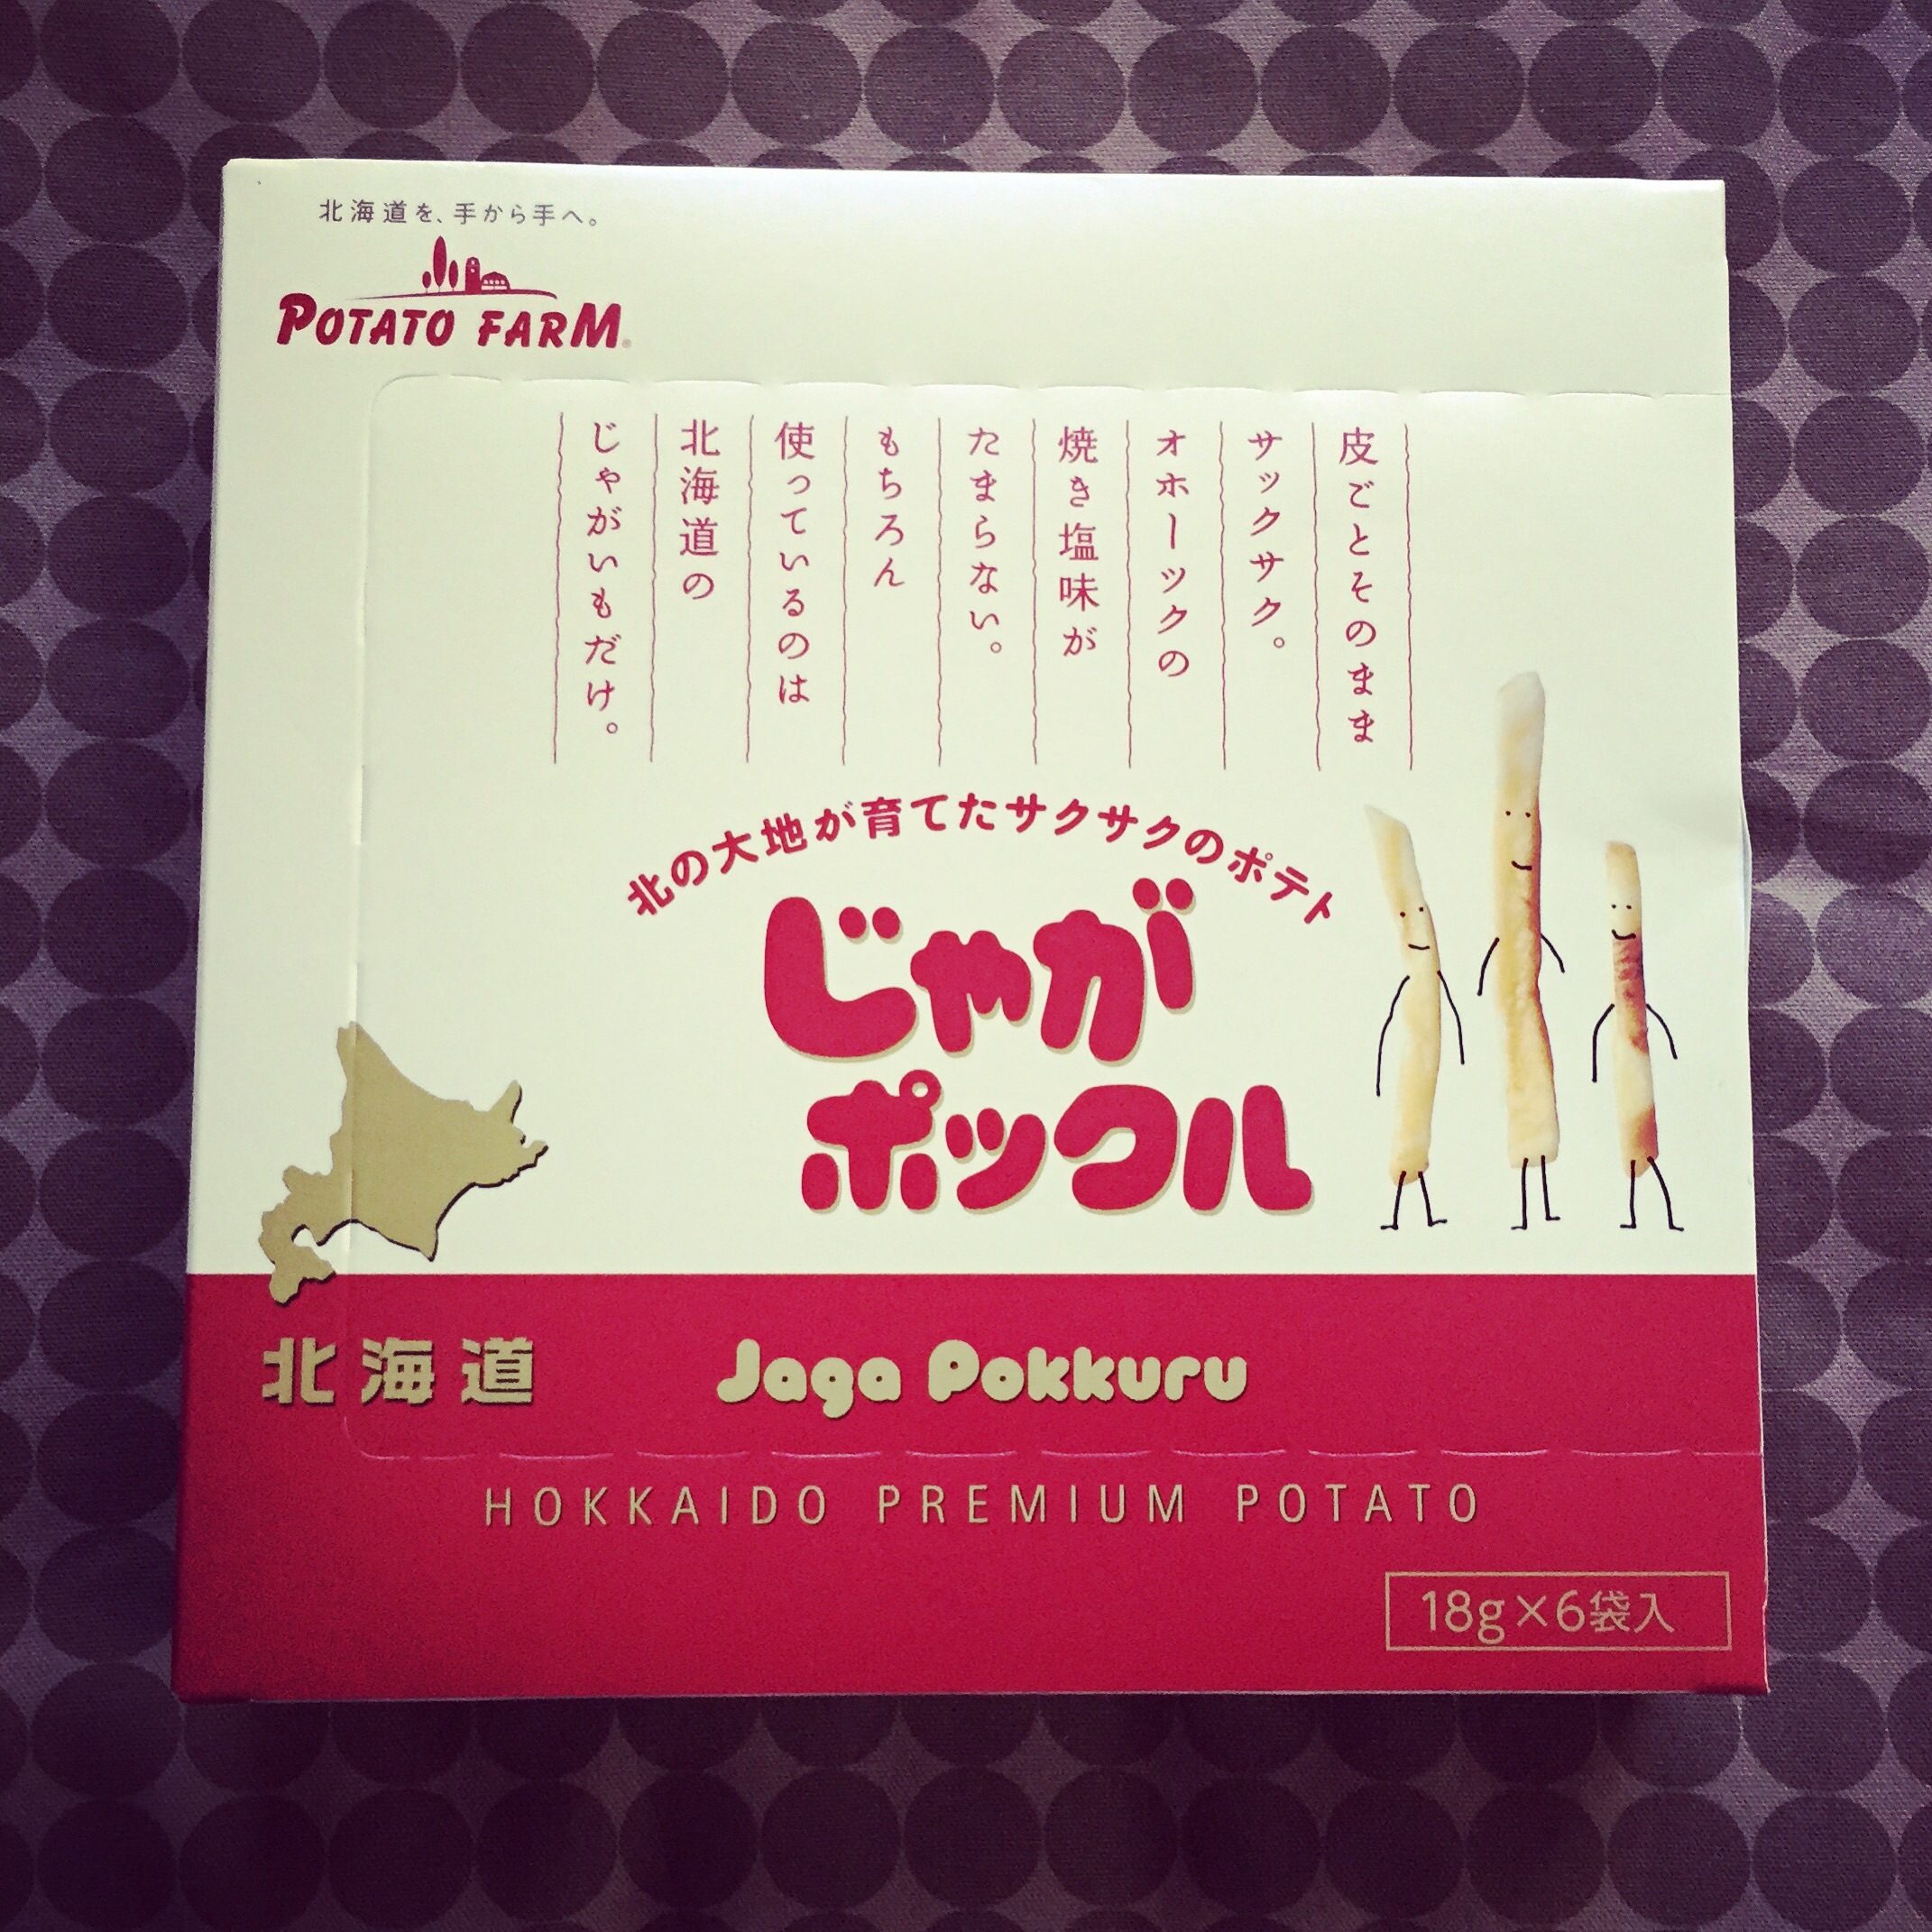 北海道を、手から手へ。
POTATO FARM
皮ごとそのまま
サックサク。
オホーツクの
焼き塩味が
たまらない。
もちろん
使っているのは
北海道の
じゃがいもだけ。
北の大地が育てたサクサクのポテト
じゃが
ポックル
北海道
Jaga Pokkuru
HOKKAIDO PREMIUM POTATO
18g×6袋入